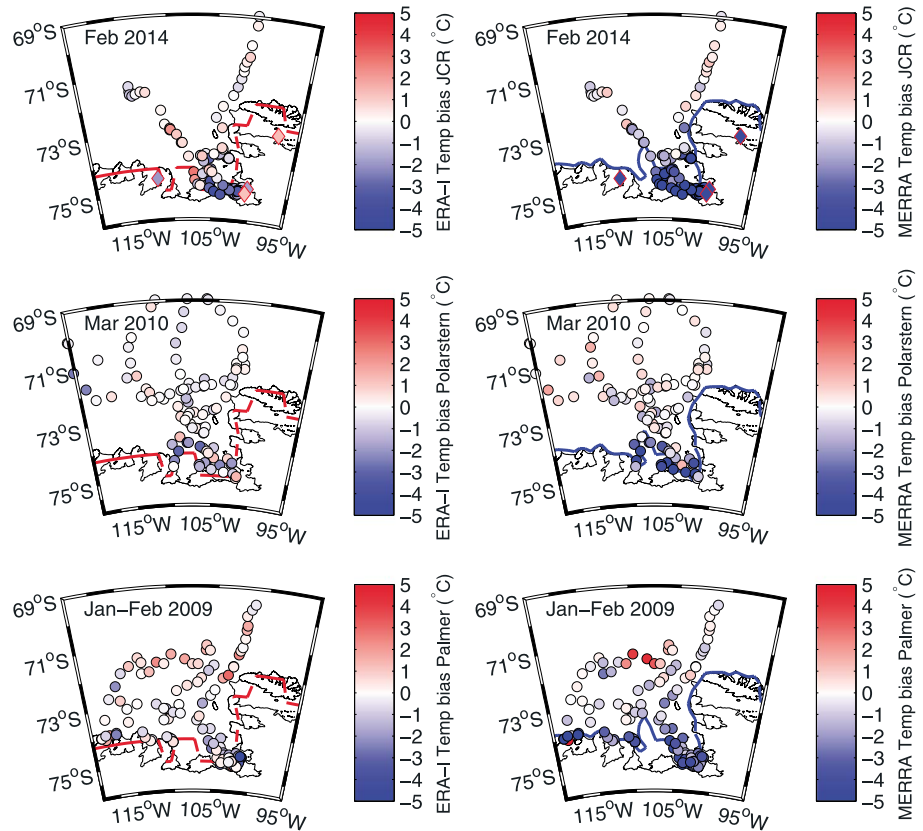 Feb 2014
69°S
71°S
73°S
75°S
115°W
105°W
95°W
5
4
3
2
1
0
−1
−2
−3
−4
−5
ERA−I Temp bias JCR (°C)
Feb 2014
69°S
71°S
73°S
75°S
115°W
105°W
95°W
5
4
3
2
1
0
−1
−2
−3
−4
−5
MERRA Temp bias JCR (°C)
Mar 2010
69°S
71°S
73°S
75°S
115°W
105°W
95°W
5
4
3
2
1
0
−1
−2
−3
−4
−5
ERA−I Temp bias Polarstern (°C)
Mar 2010
69°S
71°S
73°S
75°S
115°W
105°W
95°W
5
4
3
2
1
0
−1
−2
−3
−4
−5
MERRA Temp bias Polarstern (°C)
Jan−Feb 2009
69°S
71°S
73°S
75°S
115°W
105°W
95°W
5
4
3
2
1
0
−1
−2
−3
−4
−5
ERA−I Temp bias Palmer (°C)
Jan−Feb 2009
69°S
71°S
73°S
75°S
115°W
105°W
95°W
5
4
3
2
1
0
−1
−2
−3
−4
−5
MERRA Temp bias Palmer (°C)